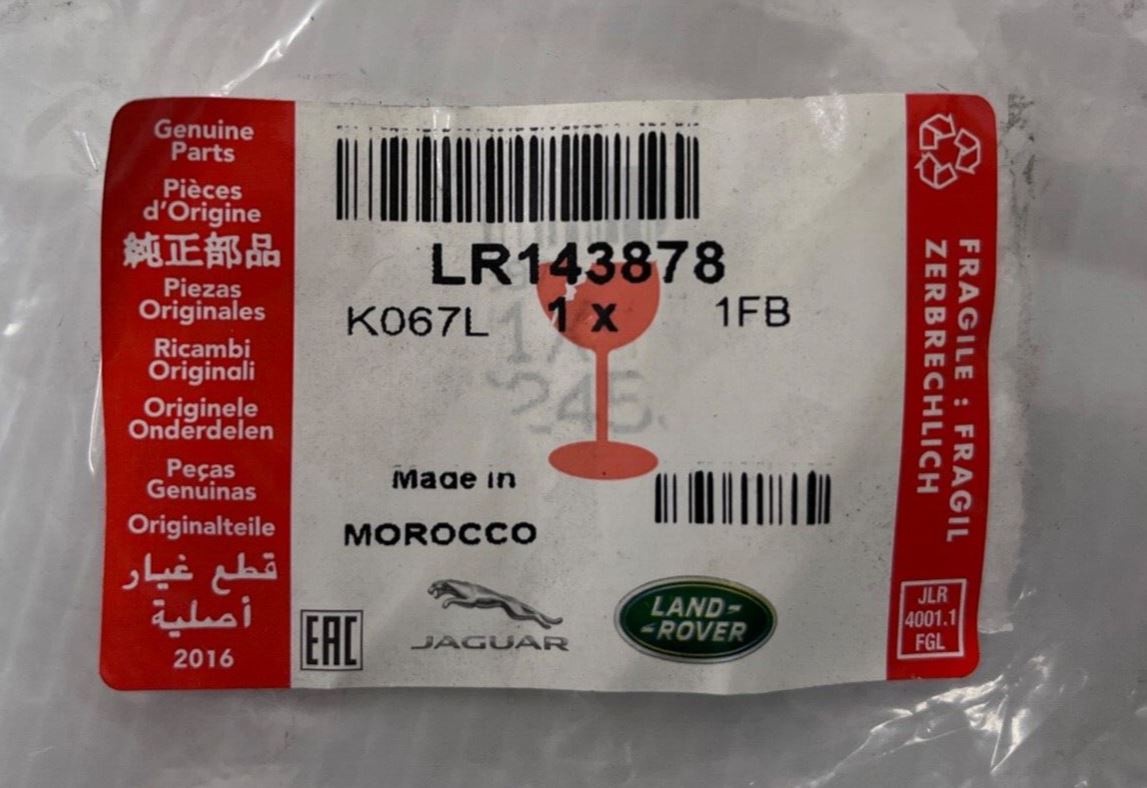 Genuine
Parts
Pièces
d'Origine
純正部品
Piezas
Originales
Ricambi
Originali
Originele
Onderdelen
Peças
Genuinas
Originalteile
قطع غيار
أصلية
2016
LR143878
K067L 1 x 1FB
Made in
MOROCCO
EAC
JAGUAR
LAND-
-ROVER
FRAGILE : FRAGIL
ZERBRECHLICH
JLR
4001.1
FGL